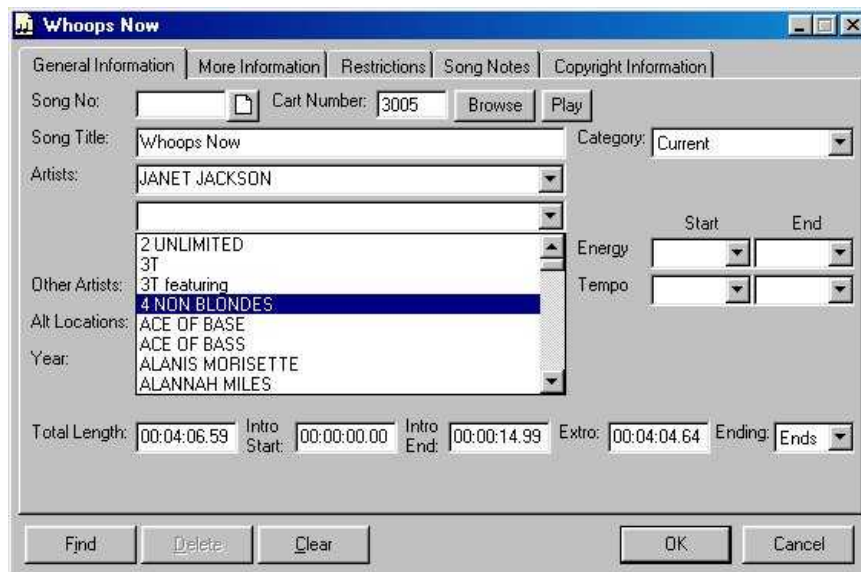 Whoops Now
General Information More Information Restrictions Song Notes Copyright Information
Song No: Cart Number: 3005 Browse Play
Song Title: Whoops Now Category: Current
Artists: JANET JACKSON
Start End
2 UNLIMITED Energy
3T
Other Artists: 3T featuring Tempo
4 NON BLONDES
Alt Locations: ACE OF BASE
ACE OF BASS
Year: ALANIS MORISETTE
ALANNAH MILES
Total Length: 00:04:06.59 Intro Start: 00:00:00.00 Intro End: 00:00:14.99 Extro: 00:04:04.64 Ending: Ends
Find Delete Clear OK Cancel